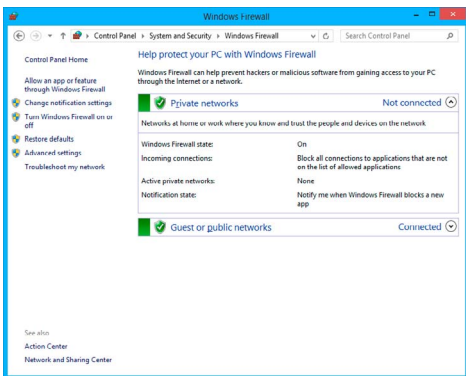 Windows Firewall
Control Panel ▸ System and Security ▸ Windows Firewall
Search Control Panel
Control Panel Home
Allow an app or feature
through Windows Firewall
Change notification settings
Turn Windows Firewall on or
off
Restore defaults
Advanced settings
Troubleshoot my network
Help protect your PC with Windows Firewall
Windows Firewall can help prevent hackers or malicious software from gaining access to your PC
through the Internet or a network.
Private networks Not connected
Networks at home or work where you know and trust the people and devices on the network
Windows Firewall state: On
Incoming connections: Block all connections to applications that are not
on the list of allowed applications
Active private networks: None
Notification state: Notify me when Windows Firewall blocks a new
app
Guest or public networks Connected
See also
Action Center
Network and Sharing Center